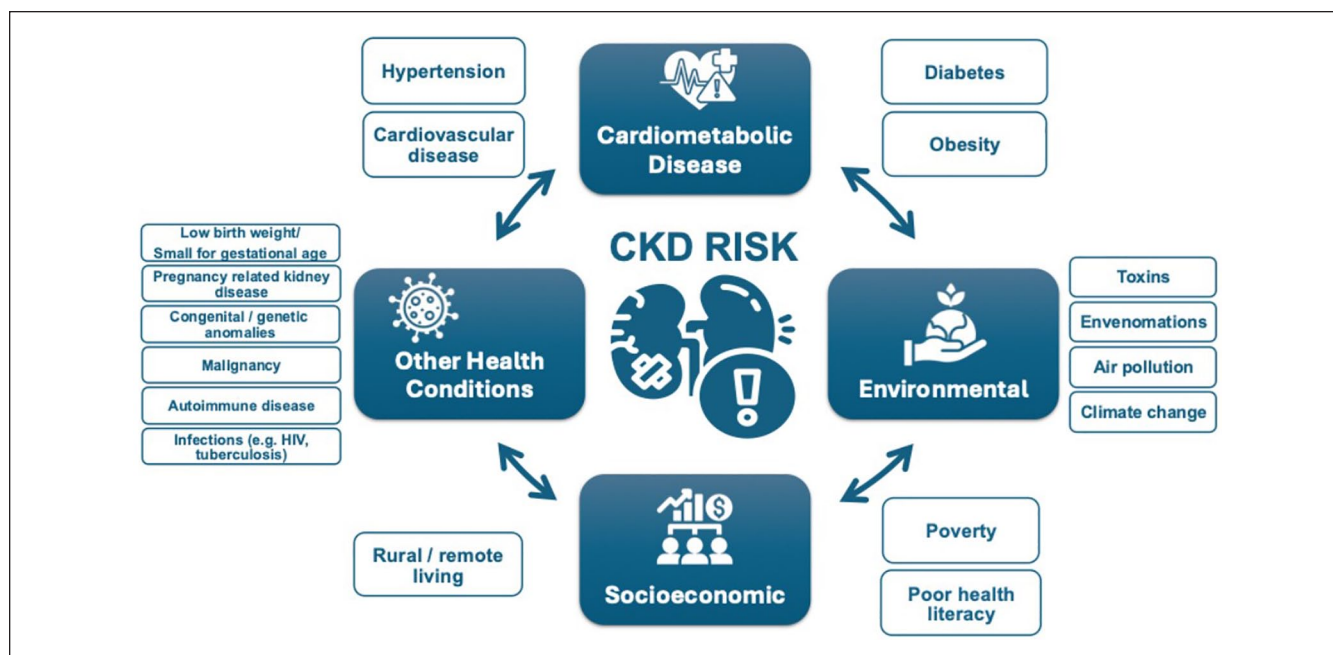 Hypertension
Cardiovascular
disease
Cardiometabolic
Disease
Diabetes
Obesity
CKD RISK
Low birth weight/
Small for gestational age
Pregnancy related kidney
disease
Congenital / genetic
anomalies
Malignancy
Autoimmune disease
Infections (e.g. HIV,
tuberculosis)
Other Health
Conditions
Environmental
Toxins
Envenomations
Air pollution
Climate change
Rural / remote
living
$
Socioeconomic
Poverty
Poor health
literacy